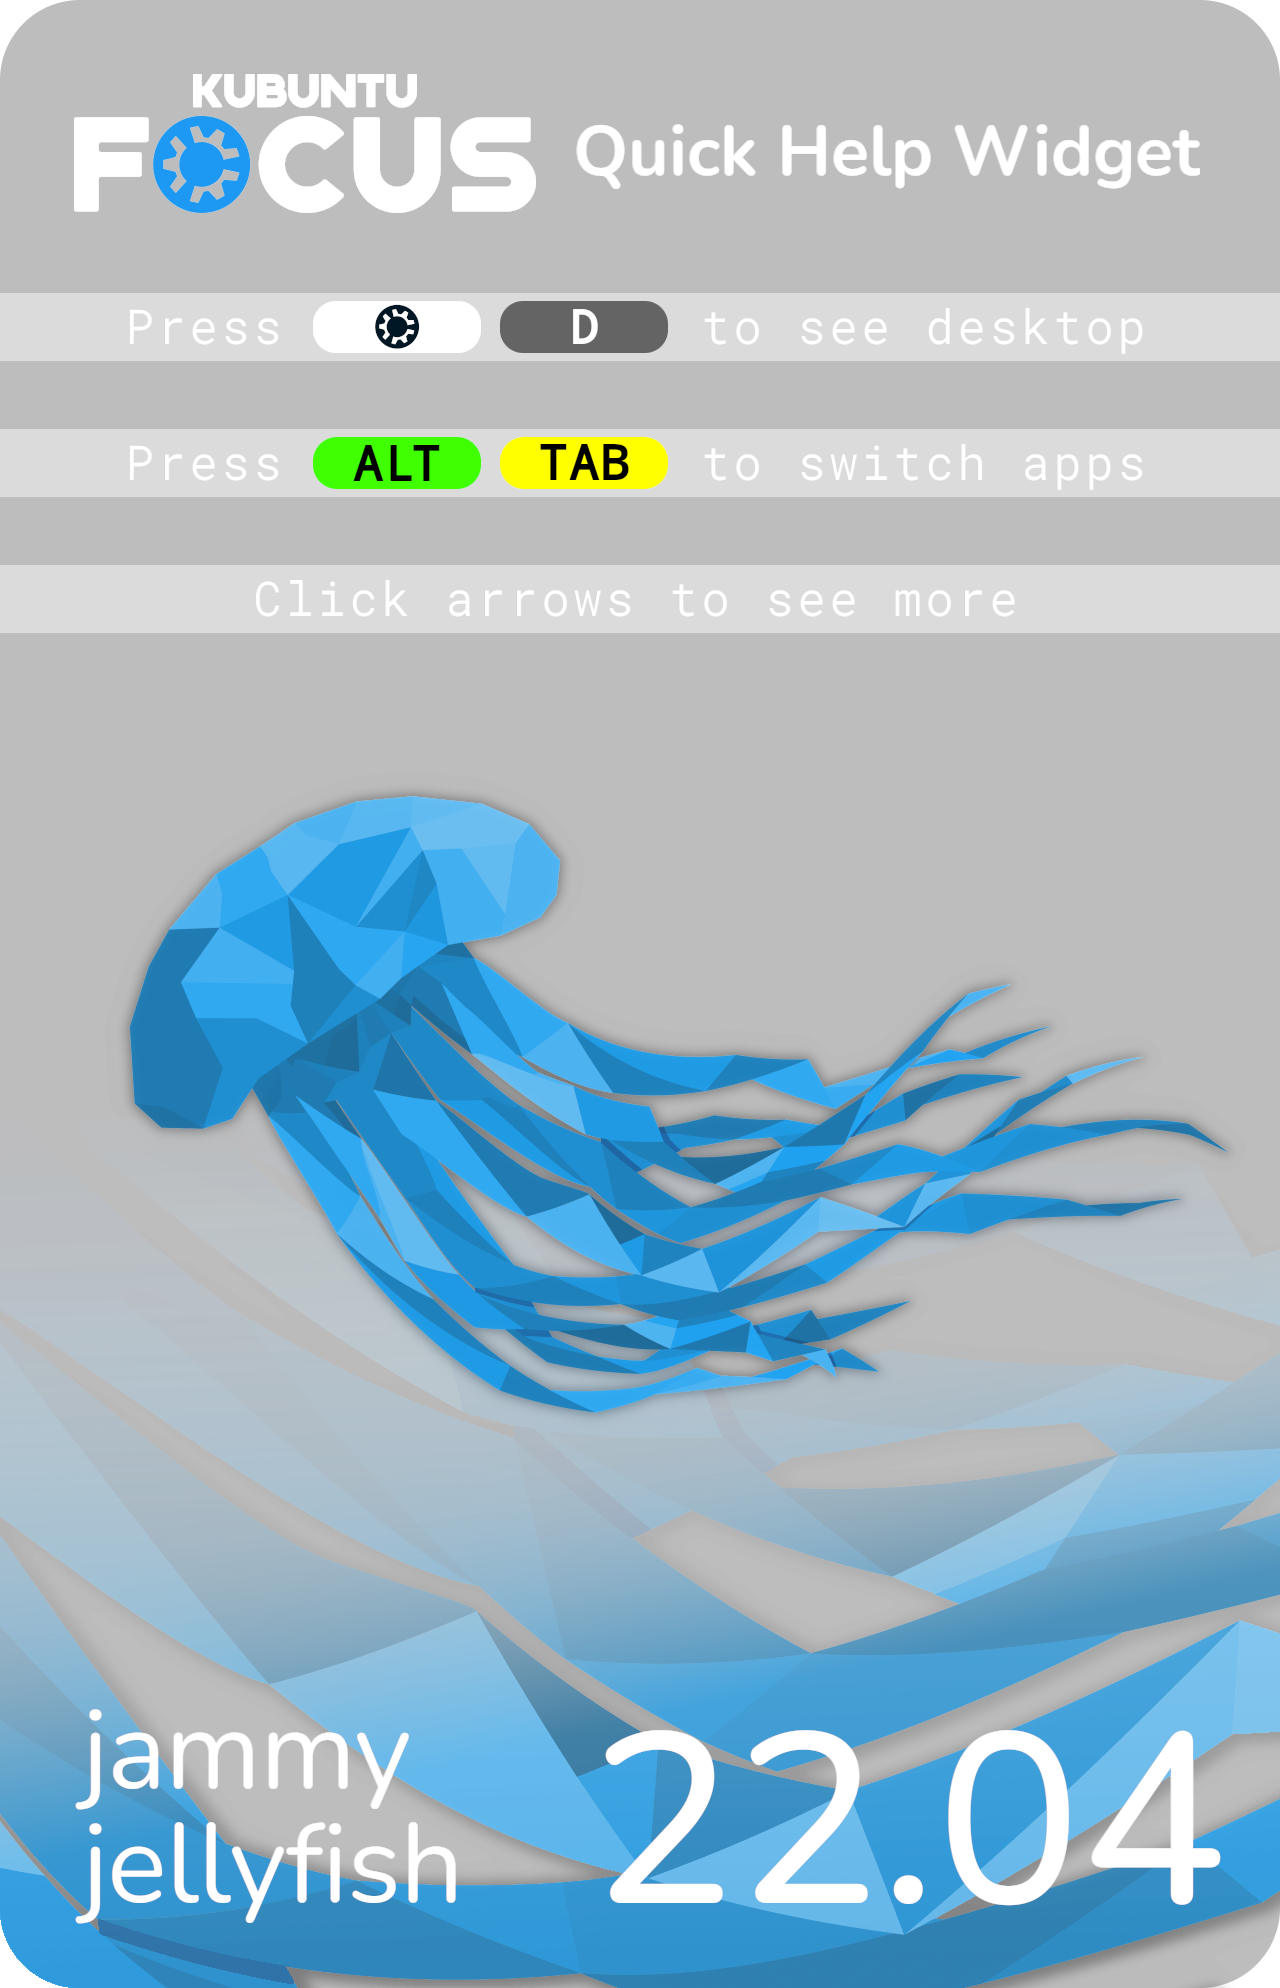 KUBUNTU
FOCUS Quick Help Widget
Press D to see desktop
Press ALT TAB to switch apps
Click arrows to see more
jammy
jellyfish
22.04